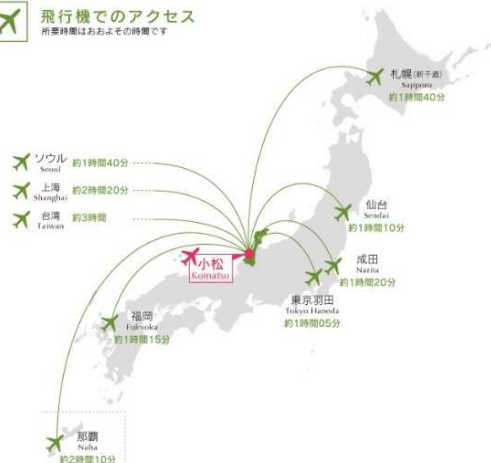 飛行機でのアクセス
所要時間はおおよその時間です
札幌(新千歳)
Sapporo
約1時間40分
ソウル
Seoul
約1時間40分
上海
Shanghai
約2時間20分
台湾
Taiwan
約3時間
仙台
Sendai
約1時間10分
小松
Komatsu
成田
Narita
約1時間20分
東京羽田
Tokyo Haneda
約1時間05分
福岡
Fukuoka
約1時間15分
那覇
Naha
約2時間10分